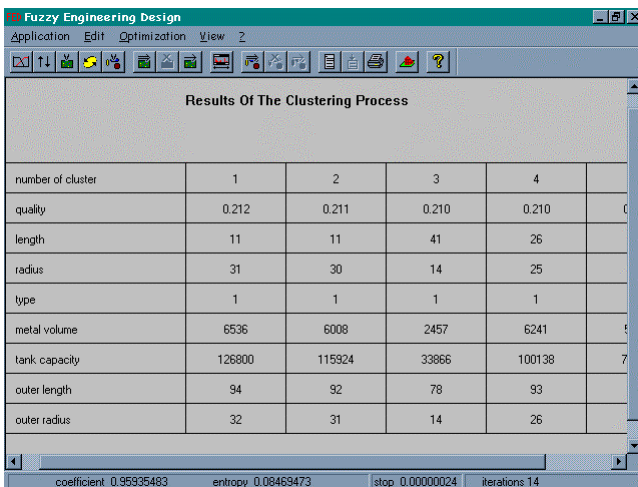 Fuzzy Engineering Design
Application Edit Optimization View ?
Results Of The Clustering Process
number of cluster 1 2 3 4
quality 0.212 0.211 0.210 0.210
length 11 11 41 26
radius 31 30 14 25
type 1 1 1 1
metal volume 6536 6008 2457 6241
tank capacity 126800 115924 33866 100138
outer length 94 92 78 93
outer radius 32 31 14 26
coefficient 0.95935483 entropy 0.08469473 stop 0.00000024 iterations 14